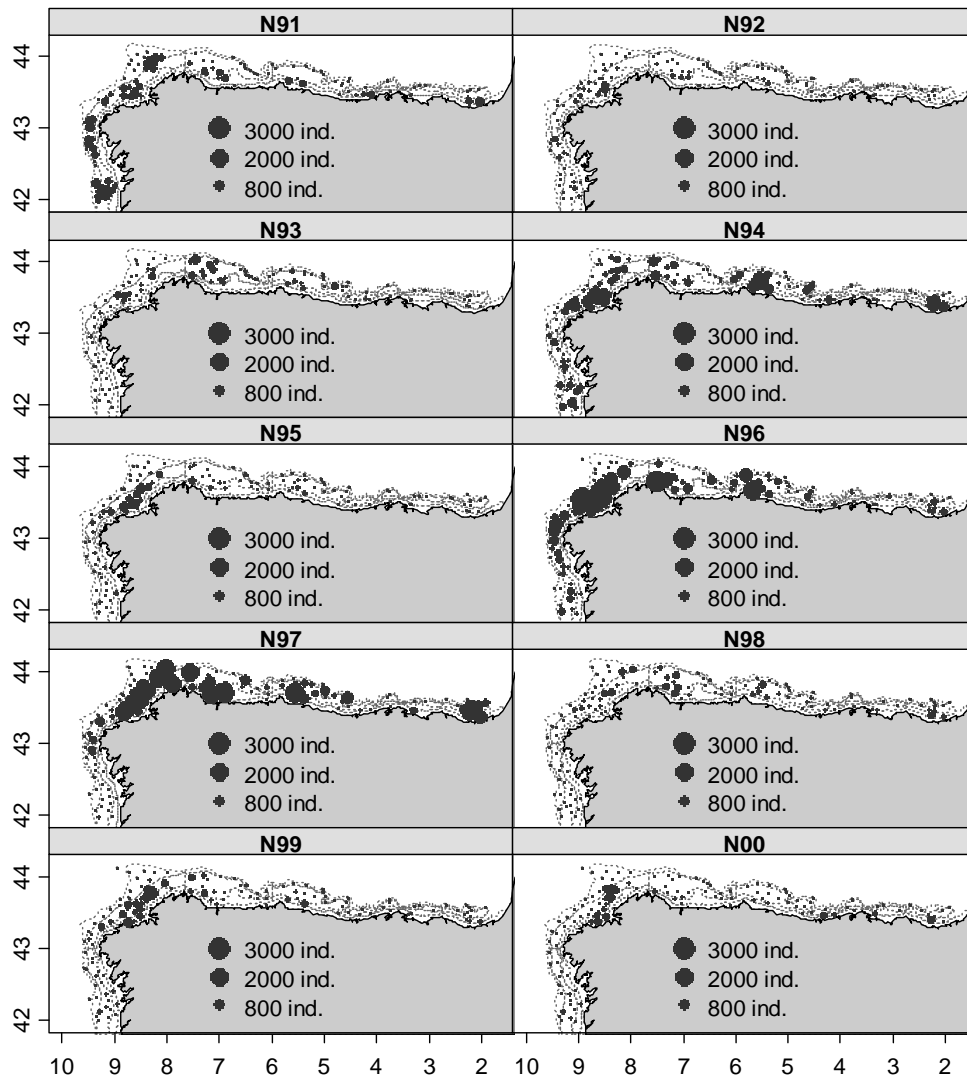 N91 N92
44
43
42
3000 ind. 3000 ind.
2000 ind. 2000 ind.
800 ind. 800 ind.
N93 N94
44
43
42
3000 ind. 3000 ind.
2000 ind. 2000 ind.
800 ind. 800 ind.
N95 N96
44
43
42
3000 ind. 3000 ind.
2000 ind. 2000 ind.
800 ind. 800 ind.
N97 N98
44
43
42
3000 ind. 3000 ind.
2000 ind. 2000 ind.
800 ind. 800 ind.
N99 N00
44
43
42
3000 ind. 3000 ind.
2000 ind. 2000 ind.
800 ind. 800 ind.
10 9 8 7 6 5 4 3 2 10 9 8 7 6 5 4 3 2